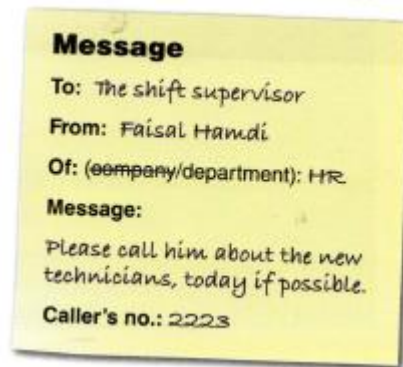 Message
To: The shift supervisor
From: Faisal Hamdi
Of: (company/department): HR
Message:
Please call him about the new
technicians, today if possible.
Caller's no.: 2223